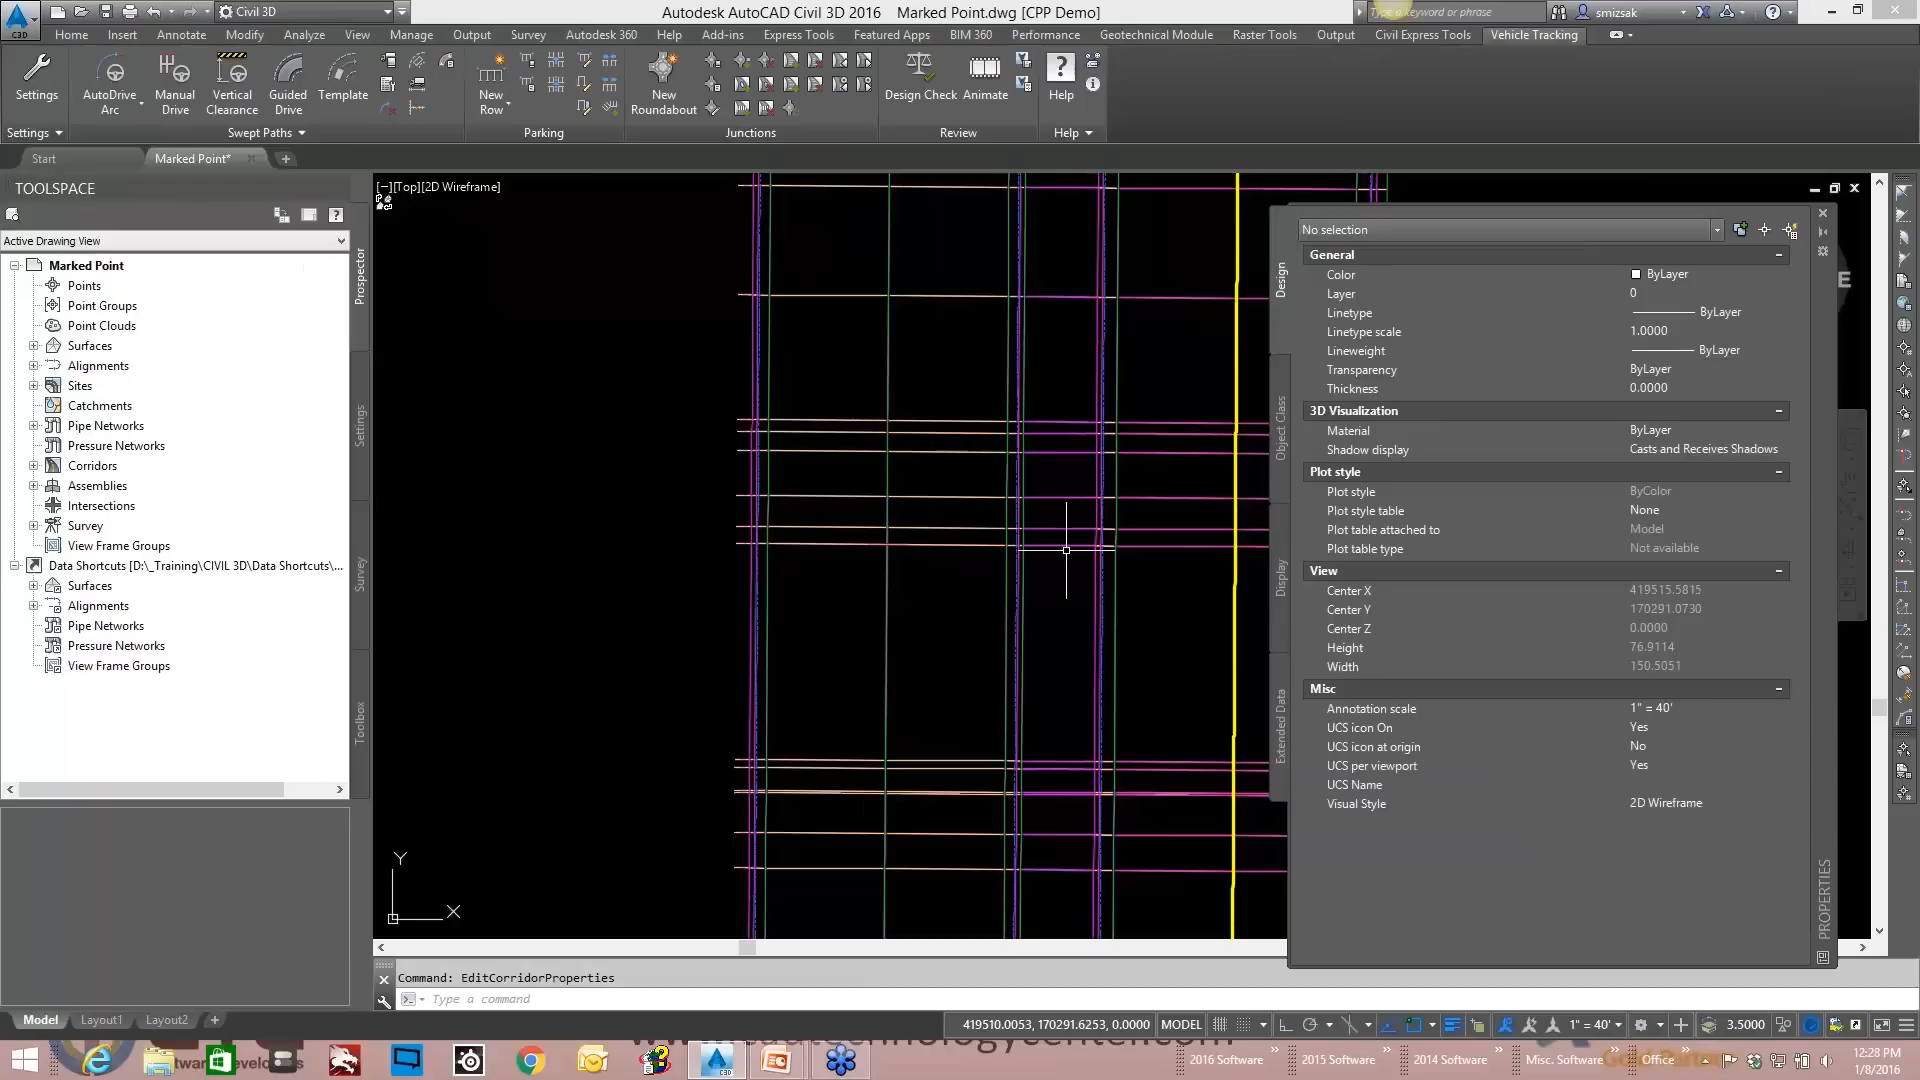 Civil 3D
Autodesk AutoCAD Civil 3D 2016 Marked Point.dwg [CPP Demo]
Type a keyword or phrase
smizsak
C3D
Home Insert Annotate Modify Analyze View Manage Output Survey Autodesk 360 Help Add-ins Express Tools Featured Apps BIM 360 Performance Geotechnical Module Raster Tools Output Civil Express Tools Vehicle Tracking
Settings
AutoDrive Arc
Manual Drive
Vertical Clearance
Guided Drive
Template
New Row
New Roundabout
Design Check
Animate
Help
Settings
Swept Paths
Parking
Junctions
Review
Help
Start
Marked Point*
TOOLSPACE
Active Drawing View
Marked Point
Points
Point Groups
Point Clouds
Surfaces
Alignments
Sites
Catchments
Pipe Networks
Pressure Networks
Corridors
Assemblies
Intersections
Survey
View Frame Groups
Data Shortcuts [D:\_Training\CIVIL 3D\Data Shortcuts\...
Surfaces
Alignments
Pipe Networks
Pressure Networks
View Frame Groups
Prospector
Settings
Survey
Toolbox
[−][Top][2D Wireframe]
Y
X
E
Design
Object Class
Display
Extended Data
PROPERTIES
No selection
General
Color ByLayer
Layer 0
Linetype ByLayer
Linetype scale 1.0000
Lineweight ByLayer
Transparency ByLayer
Thickness 0.0000
3D Visualization
Material ByLayer
Shadow display Casts and Receives Shadows
Plot style
Plot style ByColor
Plot style table None
Plot table attached to Model
Plot table type Not available
View
Center X 419515.5815
Center Y 170291.0730
Center Z 0.0000
Height 76.9114
Width 150.5051
Misc
Annotation scale 1" = 40'
UCS icon On Yes
UCS icon at origin No
UCS per viewport Yes
UCS Name
Visual Style 2D Wireframe
Command: EditCorridorProperties
Type a command
Model Layout1 Layout2
419510.0053, 170291.6253, 0.0000 MODEL 1" = 40' 3.5000
2016 Software 2015 Software 2014 Software Misc. Software Office
12:28 PM
1/8/2016